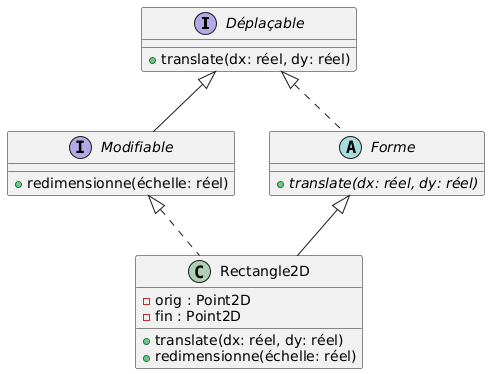 I Déplaçable
translate(dx: réel, dy: réel)
I Modifiable
redimensionne(échelle: réel)
A Forme
translate(dx: réel, dy: réel)
C Rectangle2D
orig : Point2D
fin : Point2D
translate(dx: réel, dy: réel)
redimensionne(échelle: réel)